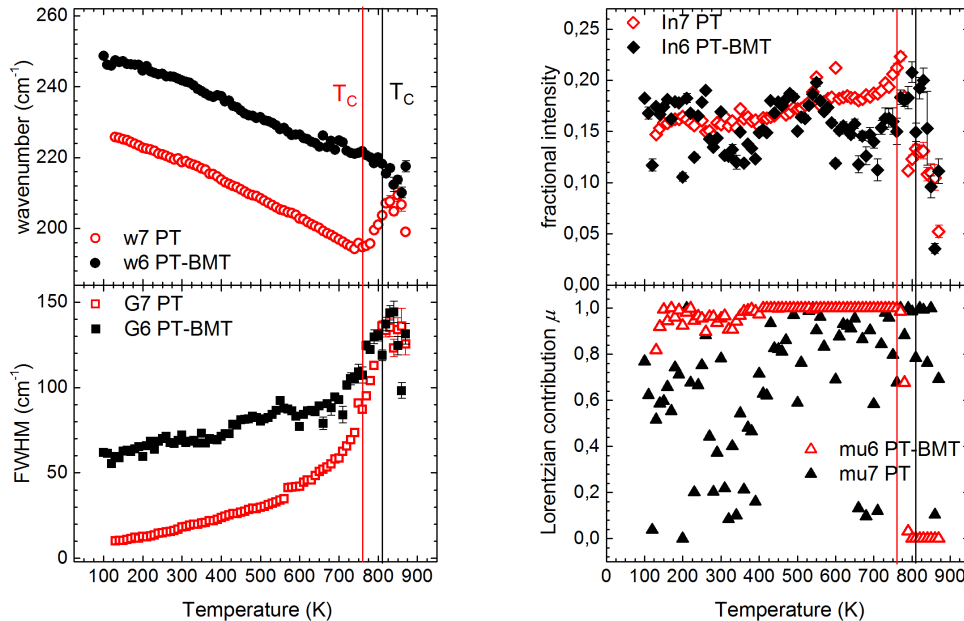 260
240
220
200
wavenumber (cm⁻¹)
T_C
T_C
w7 PT
w6 PT-BMT
150
100
50
0
FWHM (cm⁻¹)
G7 PT
G6 PT-BMT
100 200 300 400 500 600 700 800 900
Temperature (K)
In7 PT
In6 PT-BMT
0,20
0,15
0,10
0,05
0,00
fractional intensity
1,0
0,8
0,6
0,4
0,2
0,0
Lorentzian contribution μ
mu6 PT-BMT
mu7 PT
0 100 200 300 400 500 600 700 800 900
Temperature (K)